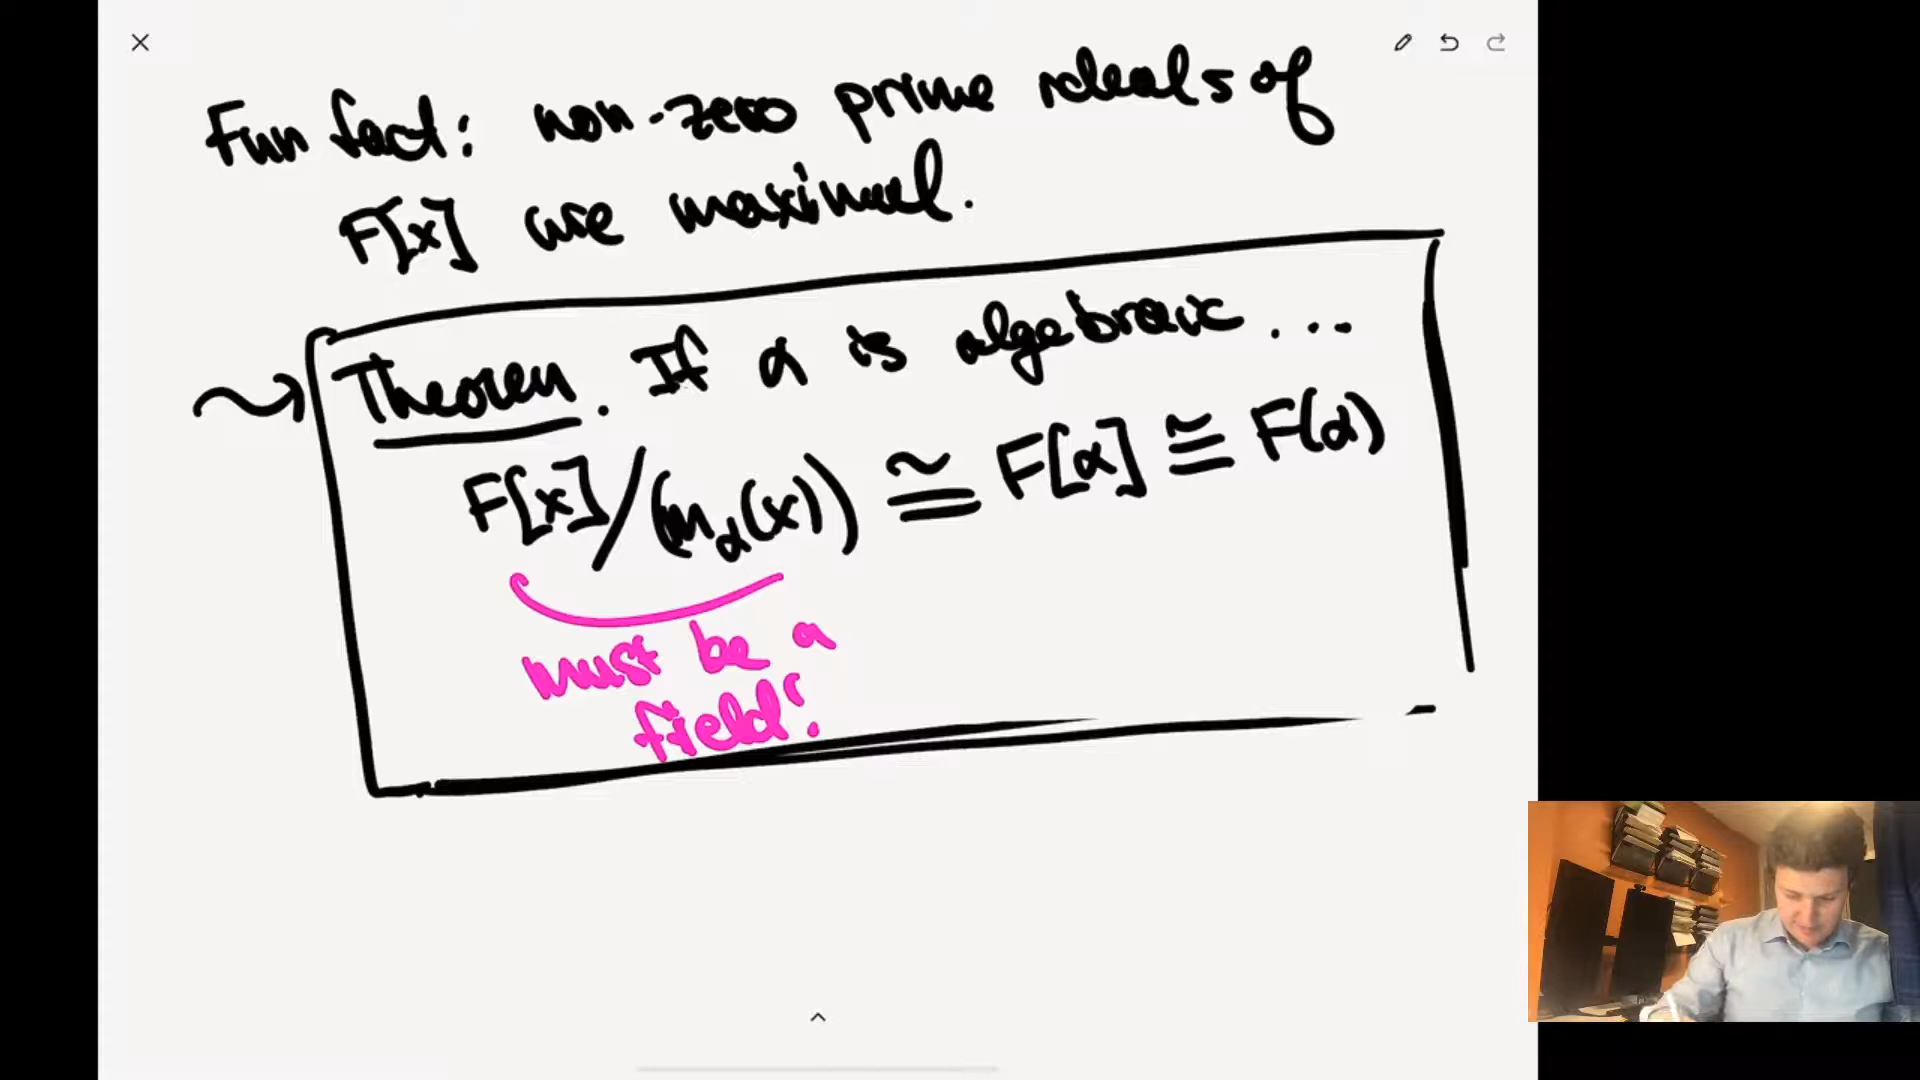 Fun fact: non-zero prime ideals of
F[x] are maximal.
Theorem. If α is algebraic ...
F[x]/(m_α(x)) ≅ F[α] ≅ F(α)
must be a
field!